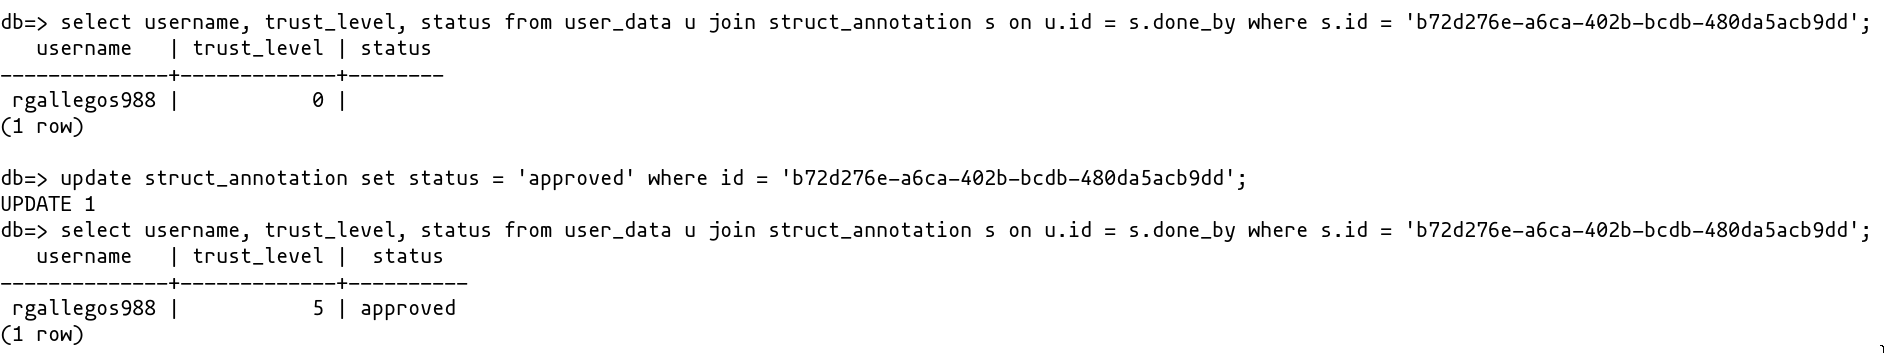 db=> select username, trust_level, status from user_data u join struct_annotation s on u.id = s.done_by where s.id = 'b72d276e-a6ca-402b-bcdb-480da5acb9dd';
   username   | trust_level | status
--------------+-------------+--------
 rgallegos988 |           0 |
(1 row)

db=> update struct_annotation set status = 'approved' where id = 'b72d276e-a6ca-402b-bcdb-480da5acb9dd';
UPDATE 1
db=> select username, trust_level, status from user_data u join struct_annotation s on u.id = s.done_by where s.id = 'b72d276e-a6ca-402b-bcdb-480da5acb9dd';
   username   | trust_level |  status
--------------+-------------+----------
 rgallegos988 |           5 | approved
(1 row)